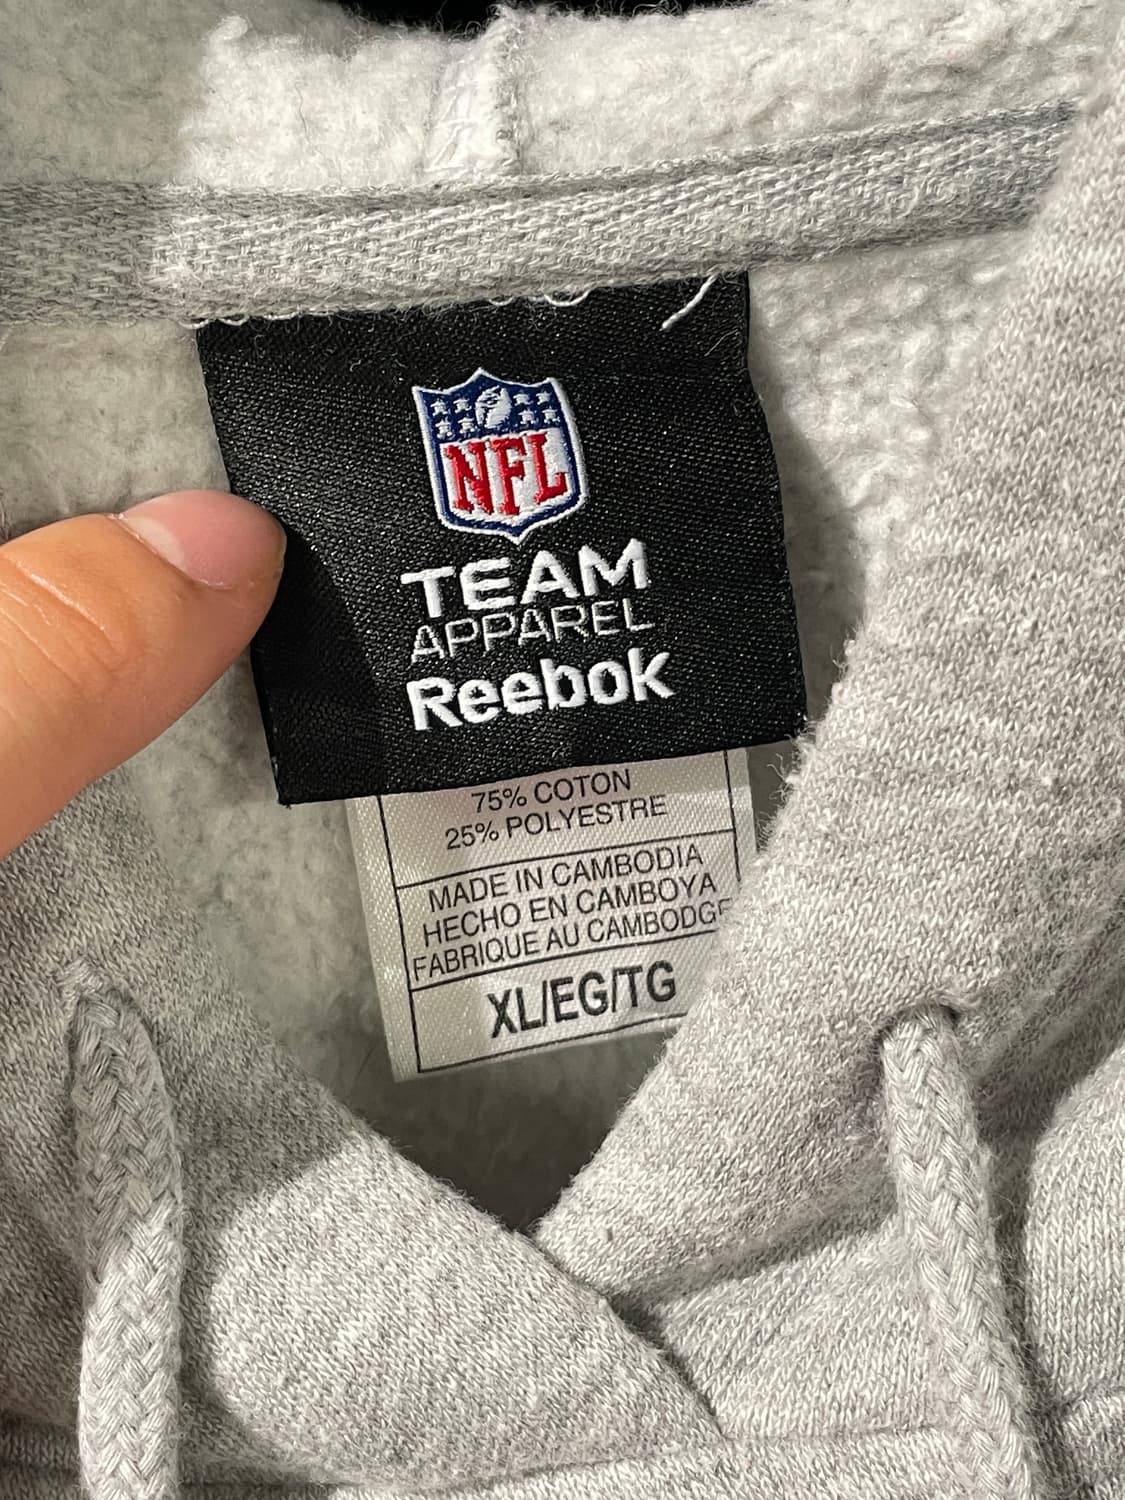 NFL
TEAM
APPAREL
Reebok
75% COTON
25% POLYESTRE
MADE IN CAMBODIA
HECHO EN CAMBOYA
FABRIQUE AU CAMBODGE
XL/EG/TG